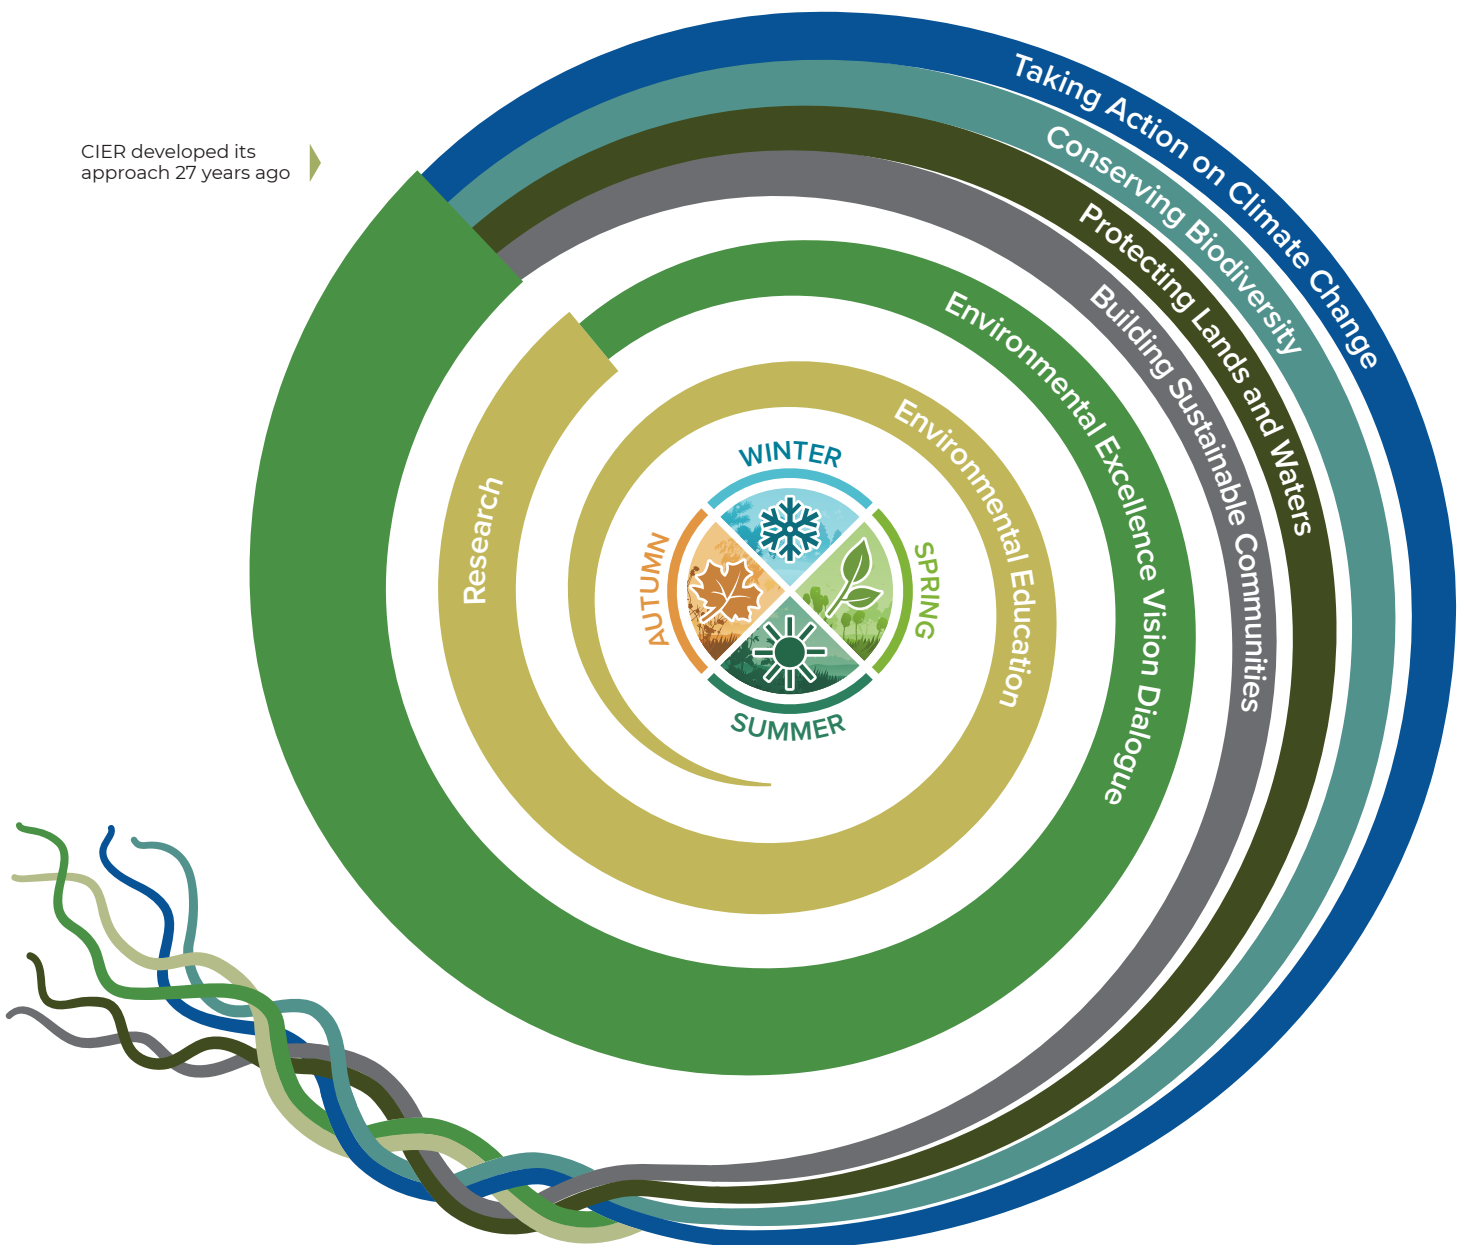 CIER developed its
approach 27 years ago
Taking Action on Climate Change
Conserving Biodiversity
Protecting Lands and Waters
Building Sustainable Communities
Environmental Excellence Vision Dialogue
Environmental Education
Research
WINTER
SPRING
SUMMER
AUTUMN